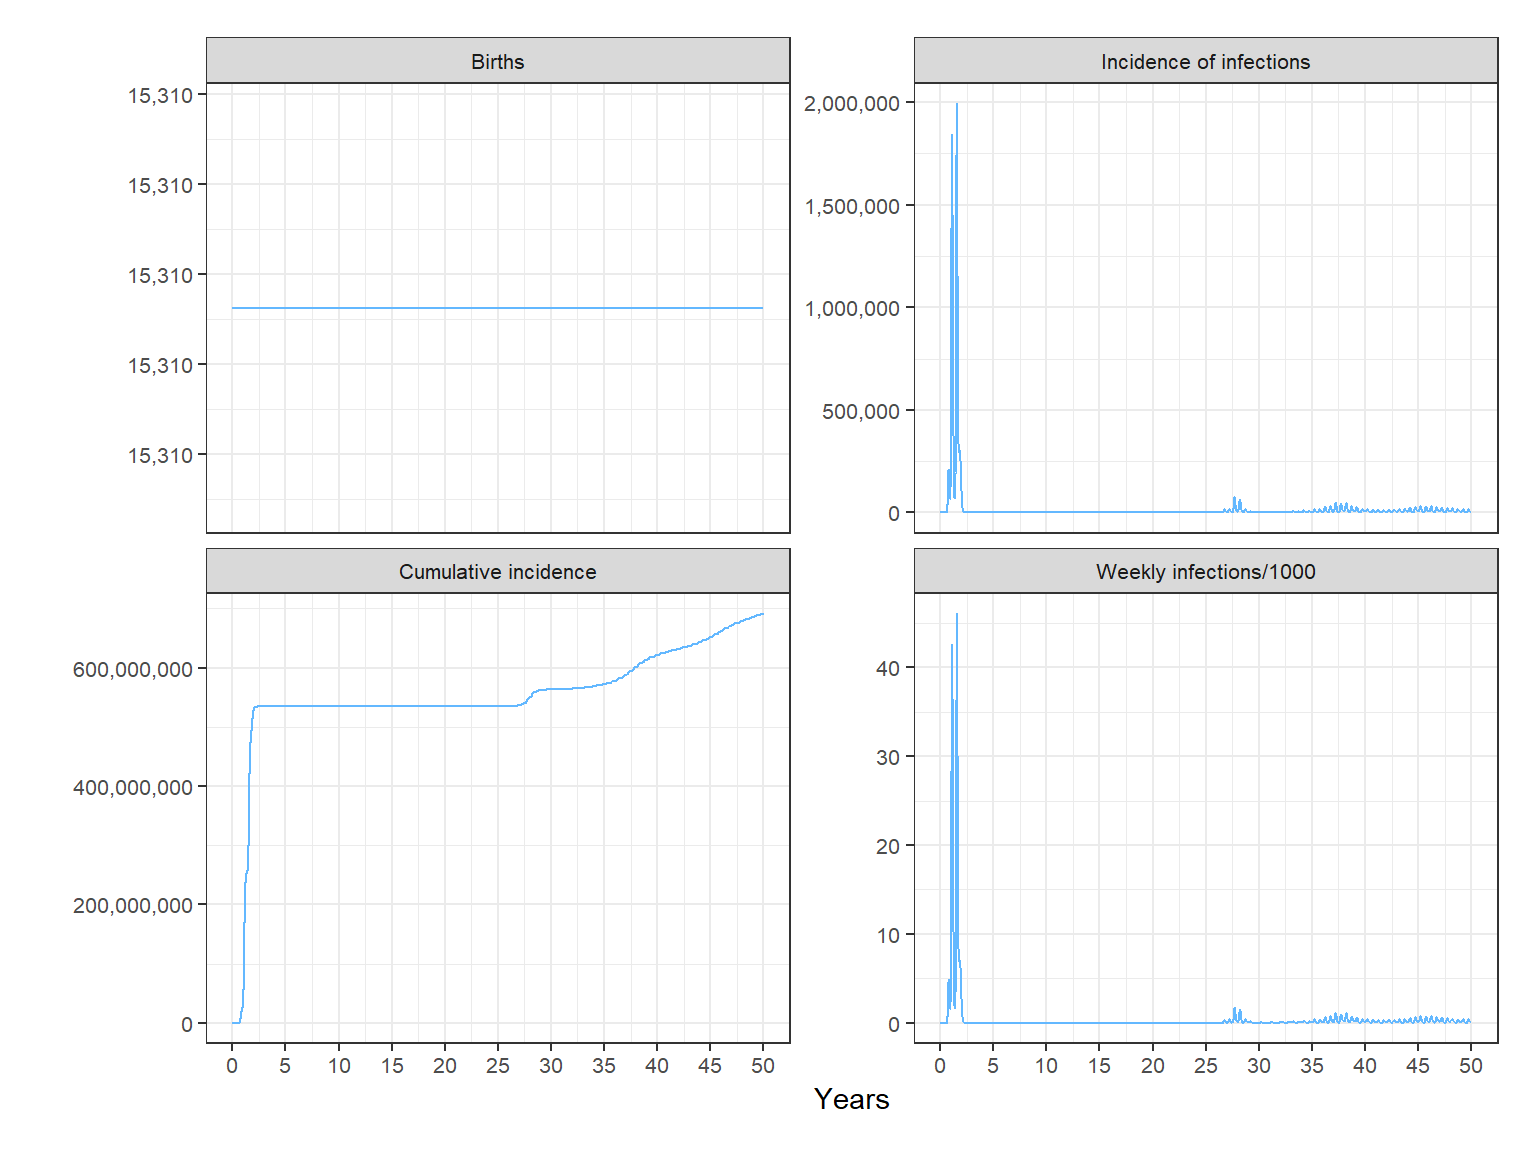 Births
15,310
15,310
15,310
15,310
15,310
Incidence of infections
2,000,000
1,500,000
1,000,000
500,000
0
Cumulative incidence
600,000,000
400,000,000
200,000,000
0
0 5 10 15 20 25 30 35 40 45 50
Weekly infections/1000
40
30
20
10
0
0 5 10 15 20 25 30 35 40 45 50
Years